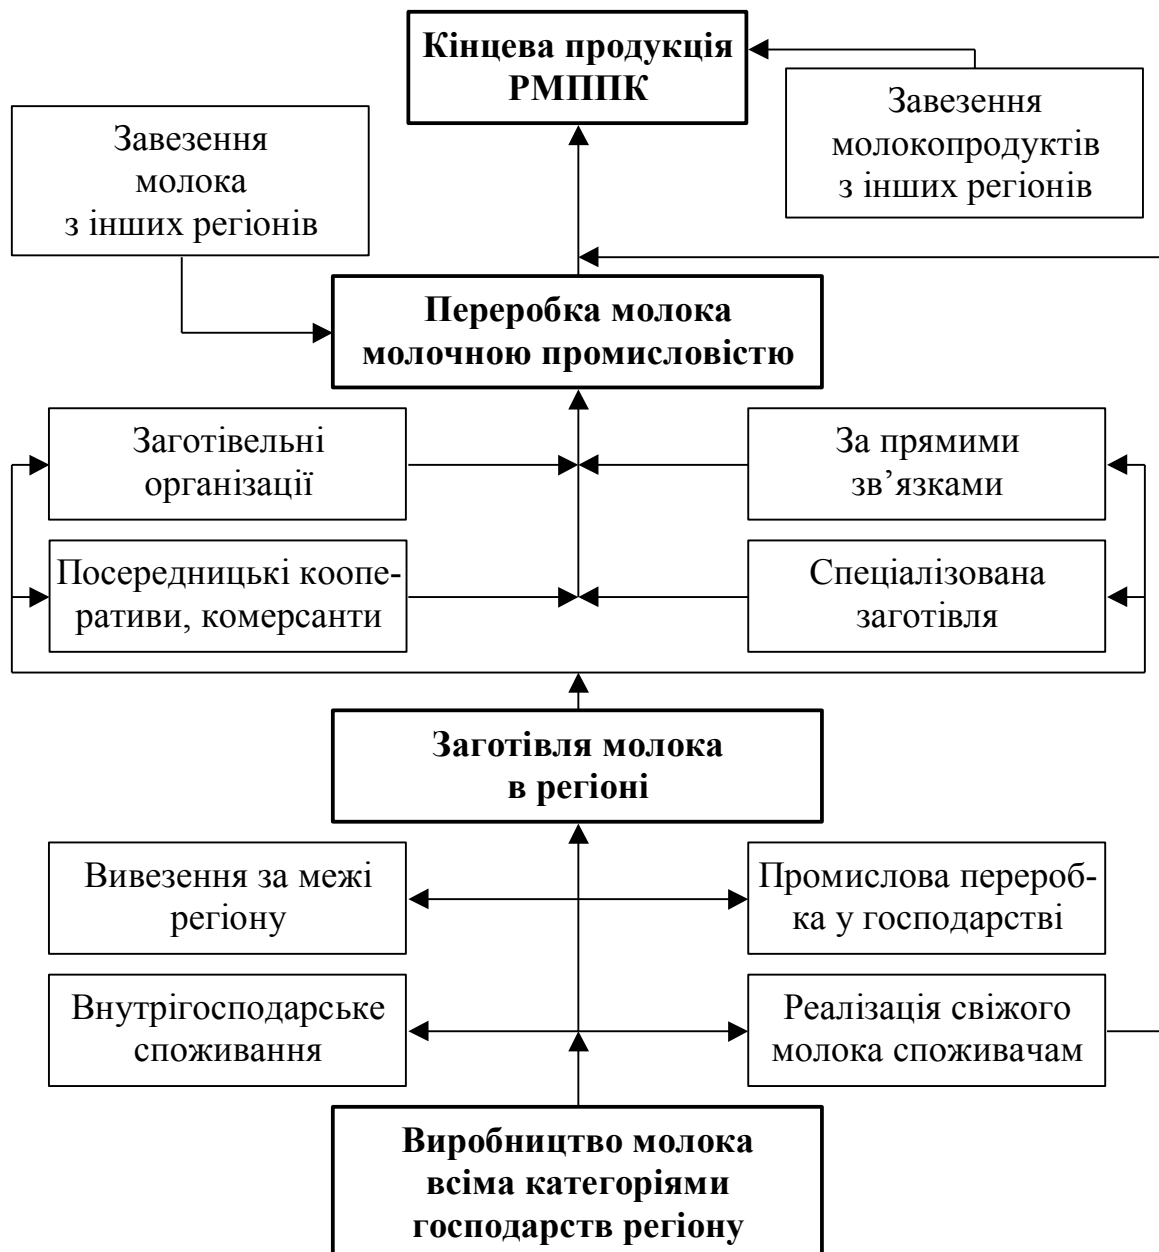 Кінцева продукція
РМППК
Завезення
молока
з інших регіонів
Завезення
молокопродуктів
з інших регіонів
Переробка молока
молочною промисловістю
Заготівельні
організації
За прямими
зв’язками
Посередницькі коопе-
ративи, комерсанти
Спеціалізована
заготівля
Заготівля молока
в регіоні
Вивезення за межі
регіону
Промислова перероб-
ка у господарстві
Внутрігосподарське
споживання
Реалізація свіжого
молока споживачам
Виробництво молока
всіма категоріями
господарств регіону